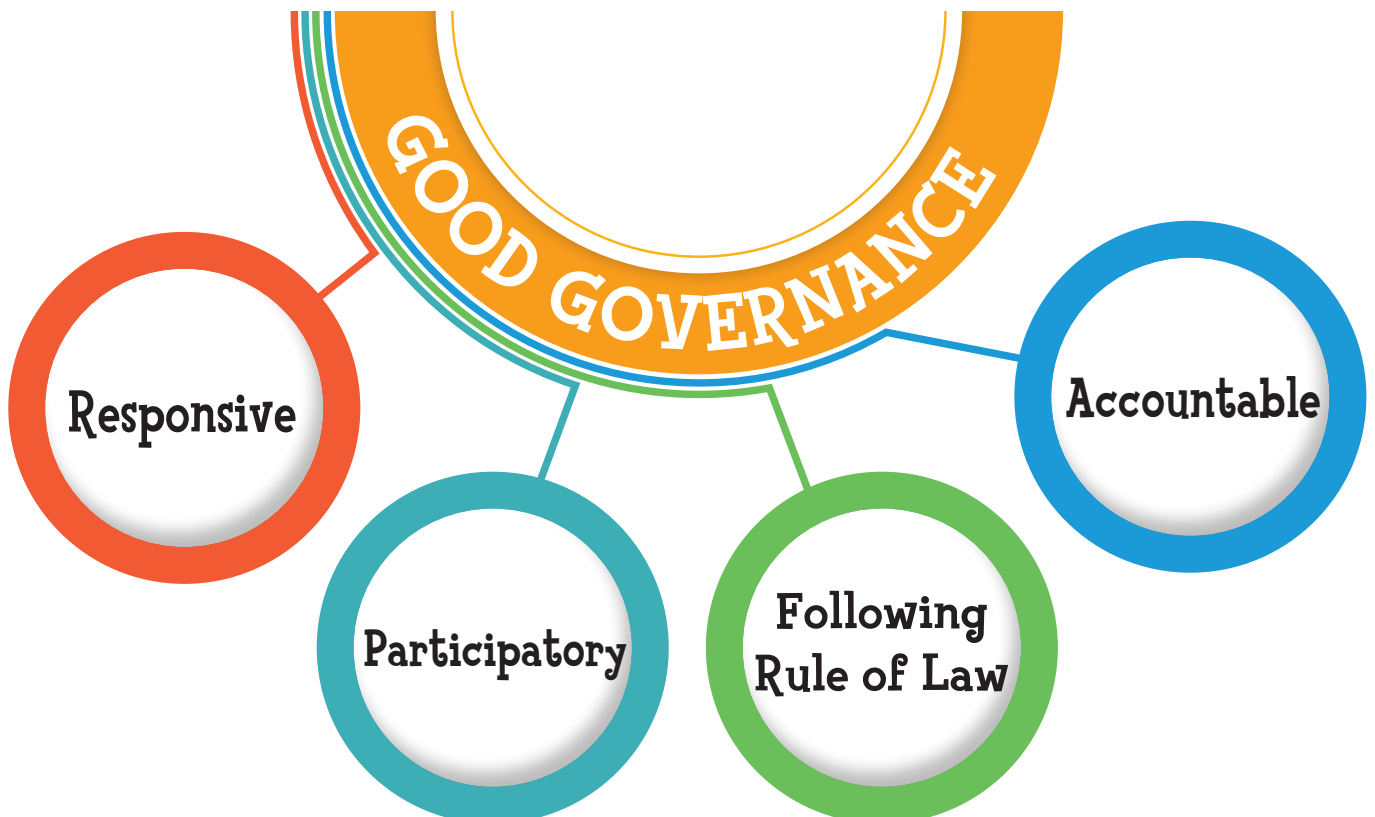 GOOD GOVERNANCE
Responsive
Participatory
Following
Rule of Law
Accountable